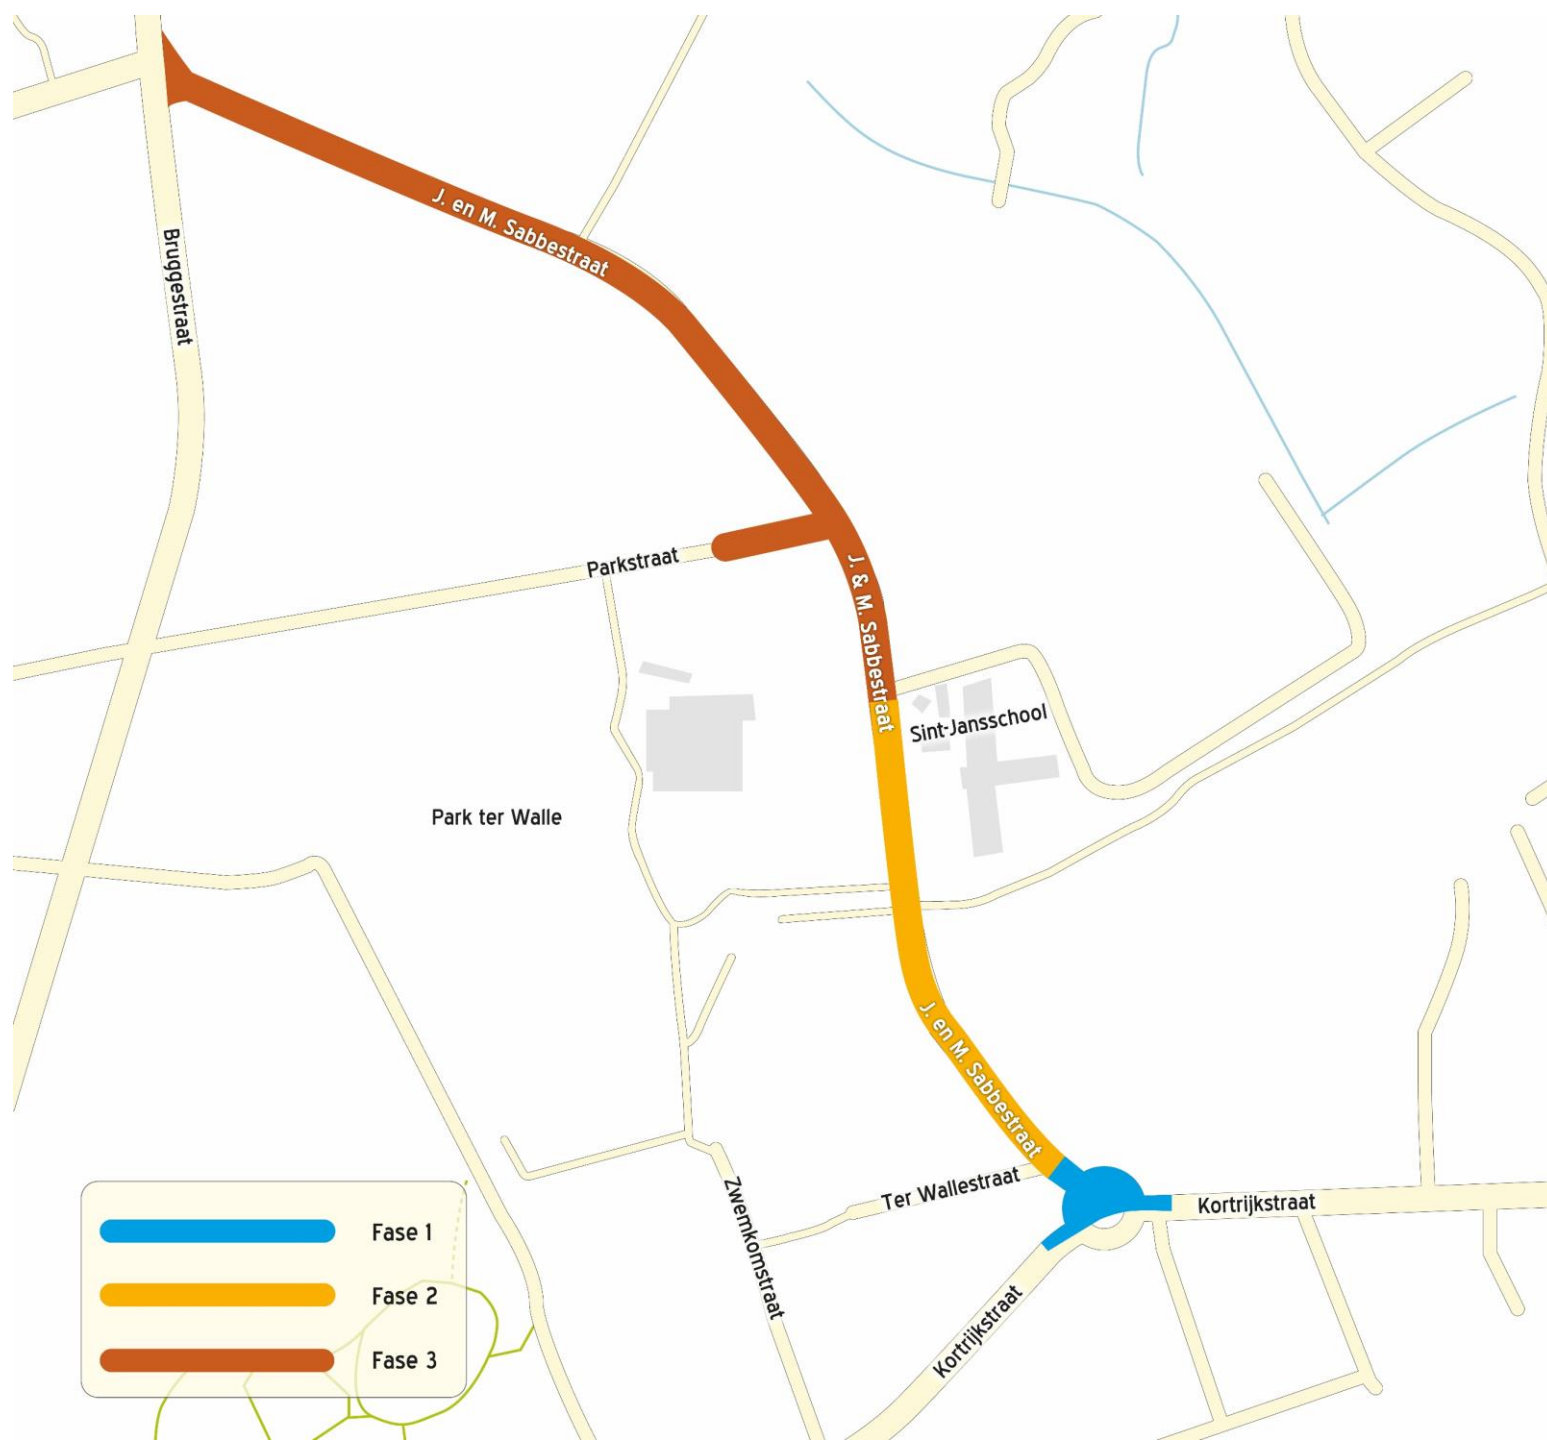 J. en M. Sabbestraat
Bruggestraat
Parkstraat
J. & M. Sabbestraat
Sint-Jansschool
Park ter Walle
J. en M. Sabbestraat
Ter Wallestraat
Zwemkomstraat
Kortrijkstraat
Kortrijkstraat
Fase 1
Fase 2
Fase 3